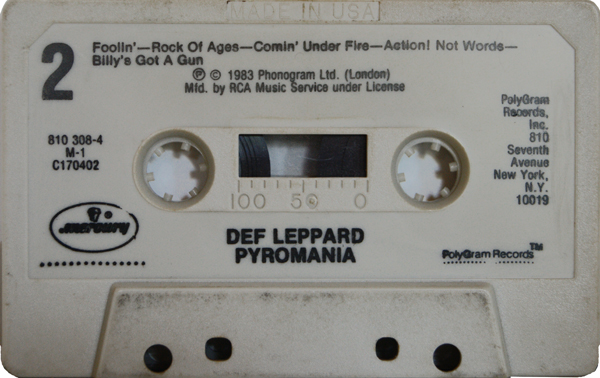 MADE IN USA
2
Foolin'—Rock Of Ages—Comin' Under Fire—Action! Not Words—
Billy's Got A Gun
℗ © 1983 Phonogram Ltd. (London)
Mfd. by RCA Music Service under License
810 308-4
M-1
C170402
PolyGram
Records,
Inc.
810
Seventh
Avenue
New York,
N.Y.
10019
100 50 0
mercury
DEF LEPPARD
PYROMANIA
PolyGram Records™